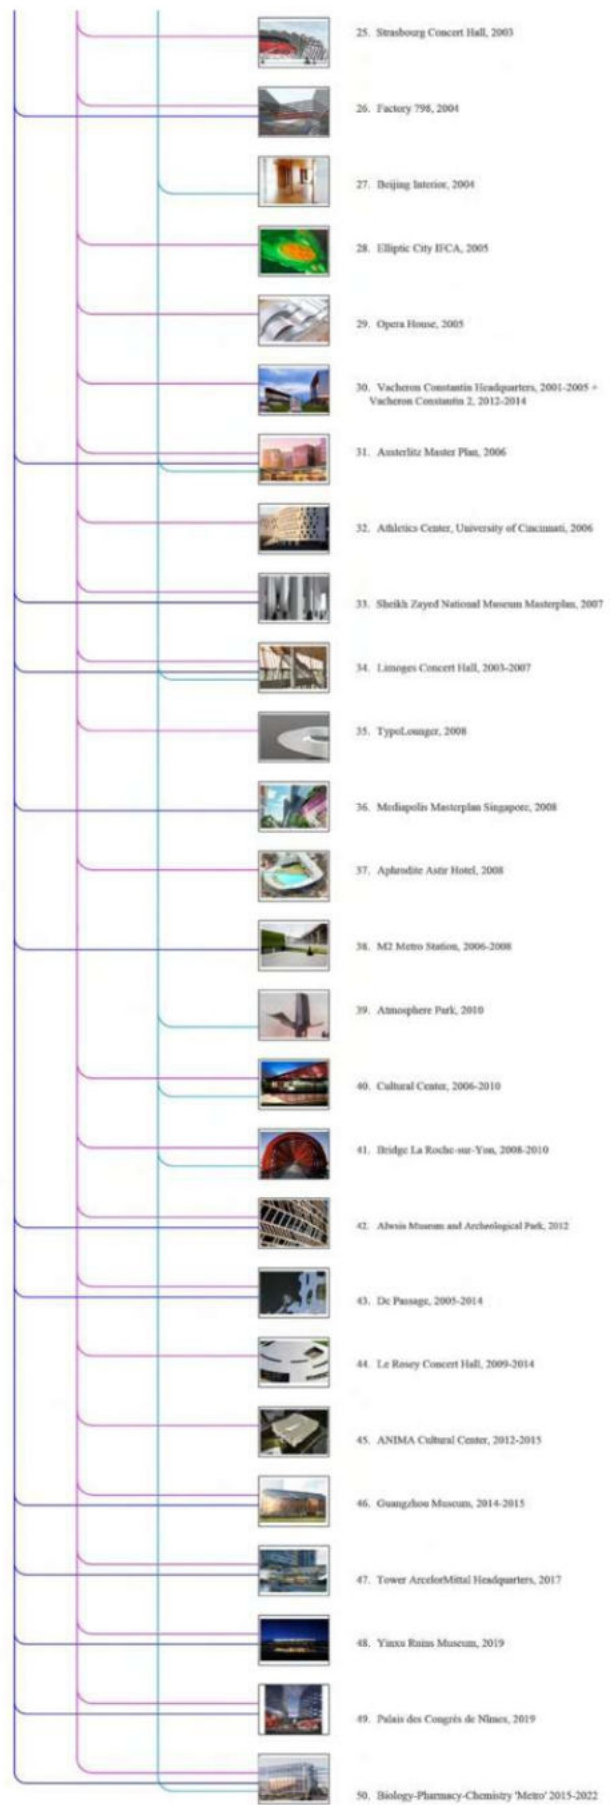 25. Strasbourg Concert Hall, 2003
26. Factory 798, 2004
27. Beijing Interior, 2004
28. Elliptic City IFCA, 2005
29. Opera House, 2005
30. Vacheron Constantin Headquarters, 2001-2005 +
Vacheron Constantin 2, 2012-2014
31. Austerlitz Master Plan, 2006
32. Athletics Center, University of Cincinnati, 2006
33. Sheikh Zayed National Museum Masterplan, 2007
34. Limoges Concert Hall, 2003-2007
35. TypoLounger, 2008
36. Mediapolis Masterplan Singapore, 2008
37. Aphrodite Astir Hotel, 2008
38. M2 Metro Station, 2006-2008
39. Atmosphere Park, 2010
40. Cultural Center, 2006-2010
41. Bridge La Roche-sur-Yon, 2008-2010
42. Alesia Museum and Archeological Park, 2012
43. De Passage, 2005-2014
44. Le Rosey Concert Hall, 2009-2014
45. ANIMA Cultural Center, 2012-2015
46. Guangzhou Museum, 2014-2015
47. Tower ArcelorMittal Headquarters, 2017
48. Yinxu Ruins Museum, 2019
49. Palais des Congrès de Nîmes, 2019
50. Biology-Pharmacy-Chemistry 'Metro' 2015-2022